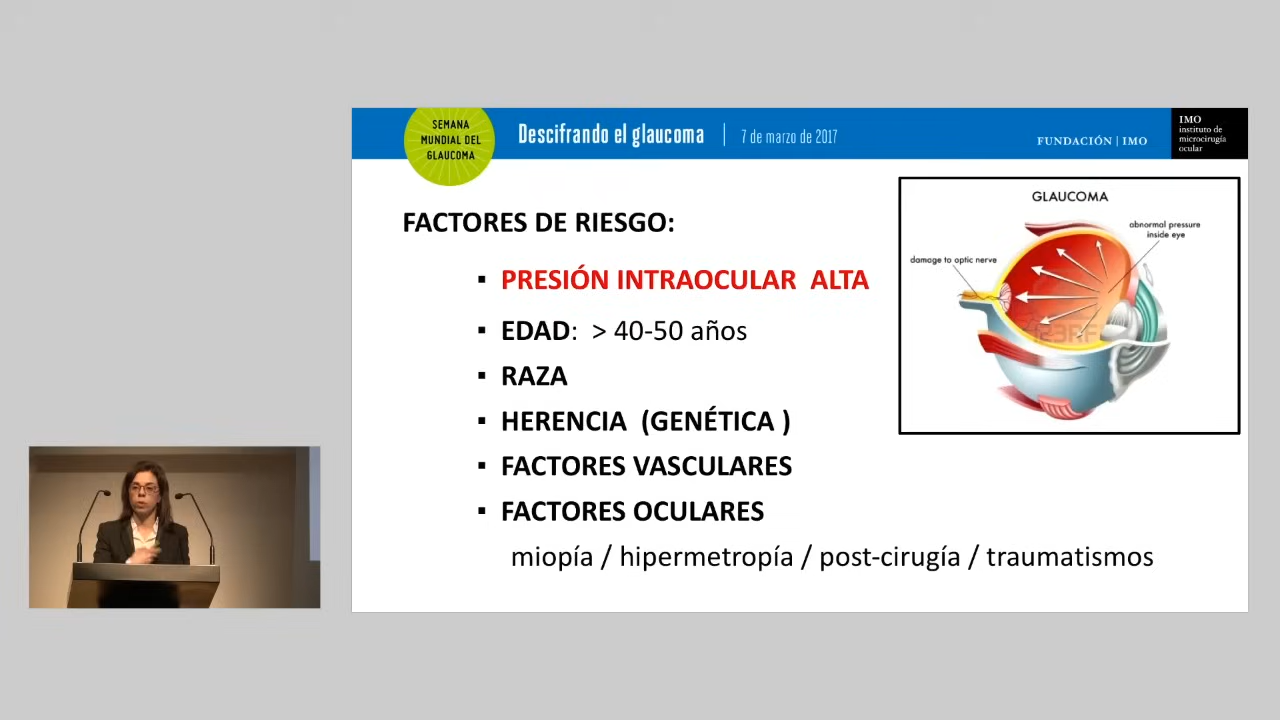 SEMANA
MUNDIAL DEL
GLAUCOMA
Descifrando el glaucoma | 7 de marzo de 2017
FUNDACIÓN | IMO
IMO
instituto de
microcirugía
ocular
FACTORES DE RIESGO:
▪ PRESIÓN INTRAOCULAR ALTA
▪ EDAD: > 40-50 años
▪ RAZA
▪ HERENCIA (GENÉTICA )
▪ FACTORES VASCULARES
▪ FACTORES OCULARES
miopía / hipermetropía / post-cirugía / traumatismos
GLAUCOMA
abnormal pressure
inside eye
damage to optic nerve
123RF